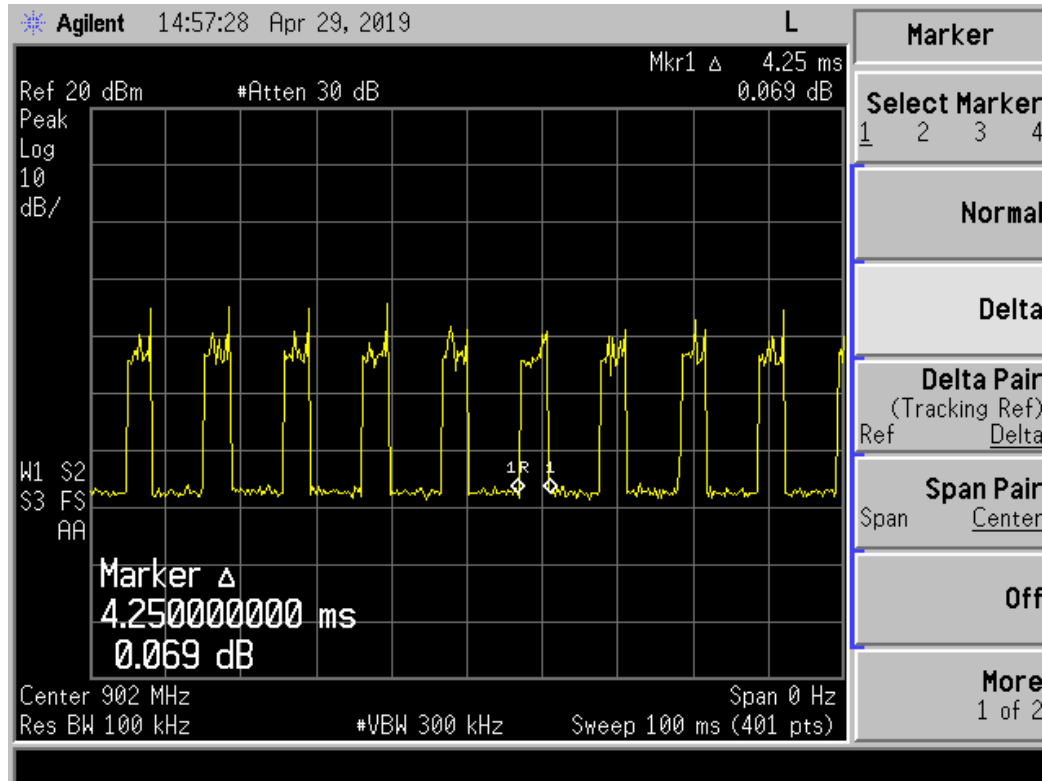 Agilent 14:57:28 Apr 29, 2019 L
Mkr1 Δ 4.25 ms
Ref 20 dBm #Atten 30 dB 0.069 dB
Peak
Log
10
dB/
1R 1
W1 S2
S3 FS
AA
Marker Δ
4.250000000 ms
0.069 dB
Center 902 MHz Span 0 Hz
Res BW 100 kHz #VBW 300 kHz Sweep 100 ms (401 pts)
Marker
Select Marker
1 2 3 4
Normal
Delta
Delta Pair
(Tracking Ref)
Ref Delta
Span Pair
Span Center
Off
More
1 of 2